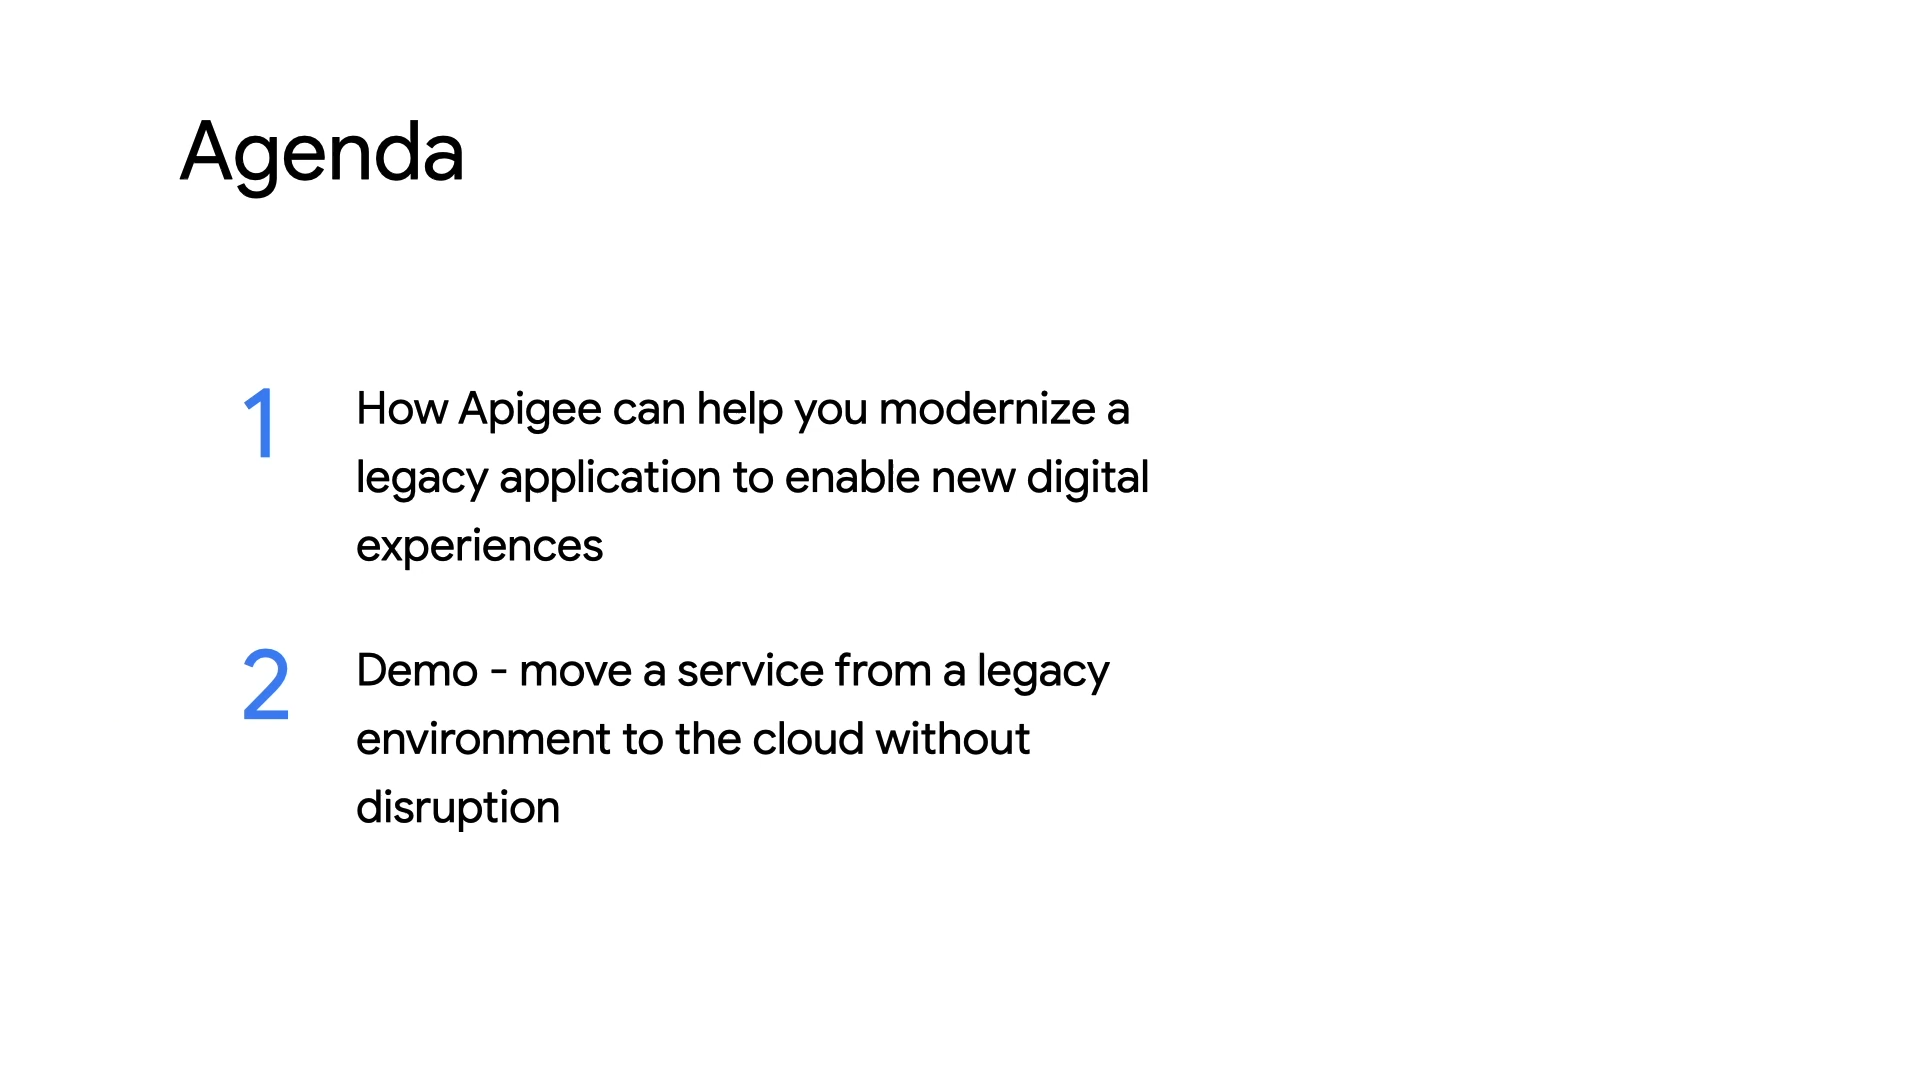 Agenda
1
How Apigee can help you modernize a
legacy application to enable new digital
experiences
2
Demo - move a service from a legacy
environment to the cloud without
disruption